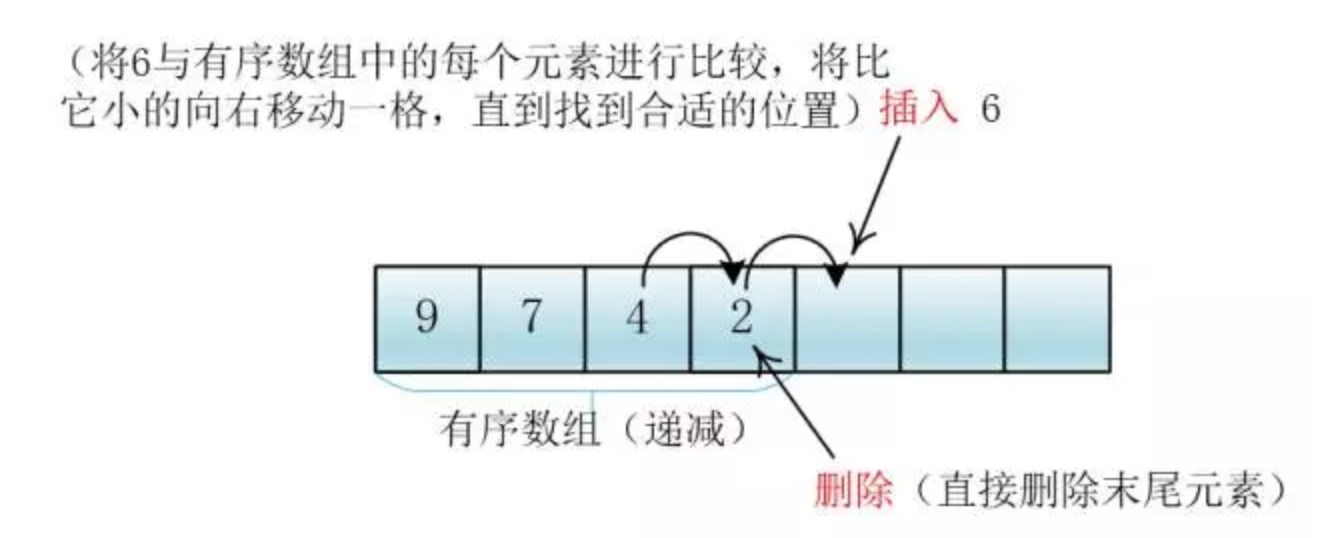 （将6与有序数组中的每个元素进行比较，将比
它小的向右移动一格，直到找到合适的位置）插入 6
9 7 4 2
有序数组（递减）
删除（直接删除末尾元素）